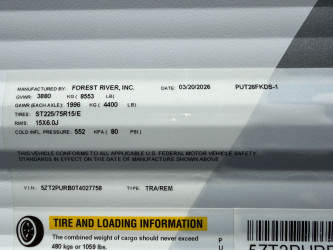 MANUFACTURED BY: FOREST RIVER, INC. DATE: 03/20/2026 PUT26FKDS-1
GVWR: 3880 KG ( 8553 LB)
GAWR (EACH AXLE): 1996 KG ( 4400 LB)
TIRES: ST225/75R15/E
RIMS: 15X6.0J
COLD INFL. PRESSURE: 552 KPA ( 80 PSI)
THIS VEHICLE CONFORMS TO ALL APPLICABLE U.S. FEDERAL MOTOR VEHICLE SAFETY
STANDARDS IN EFFECT ON THE DATE OF MANUFACTURE SHOWN ABOVE.
V.I.N.: 5ZT2PURB0T4027758 TYPE: TRA/REM
TIRE AND LOADING INFORMATION
The combined weight of cargo should never exceed
480 kgs or 1059 lbs.